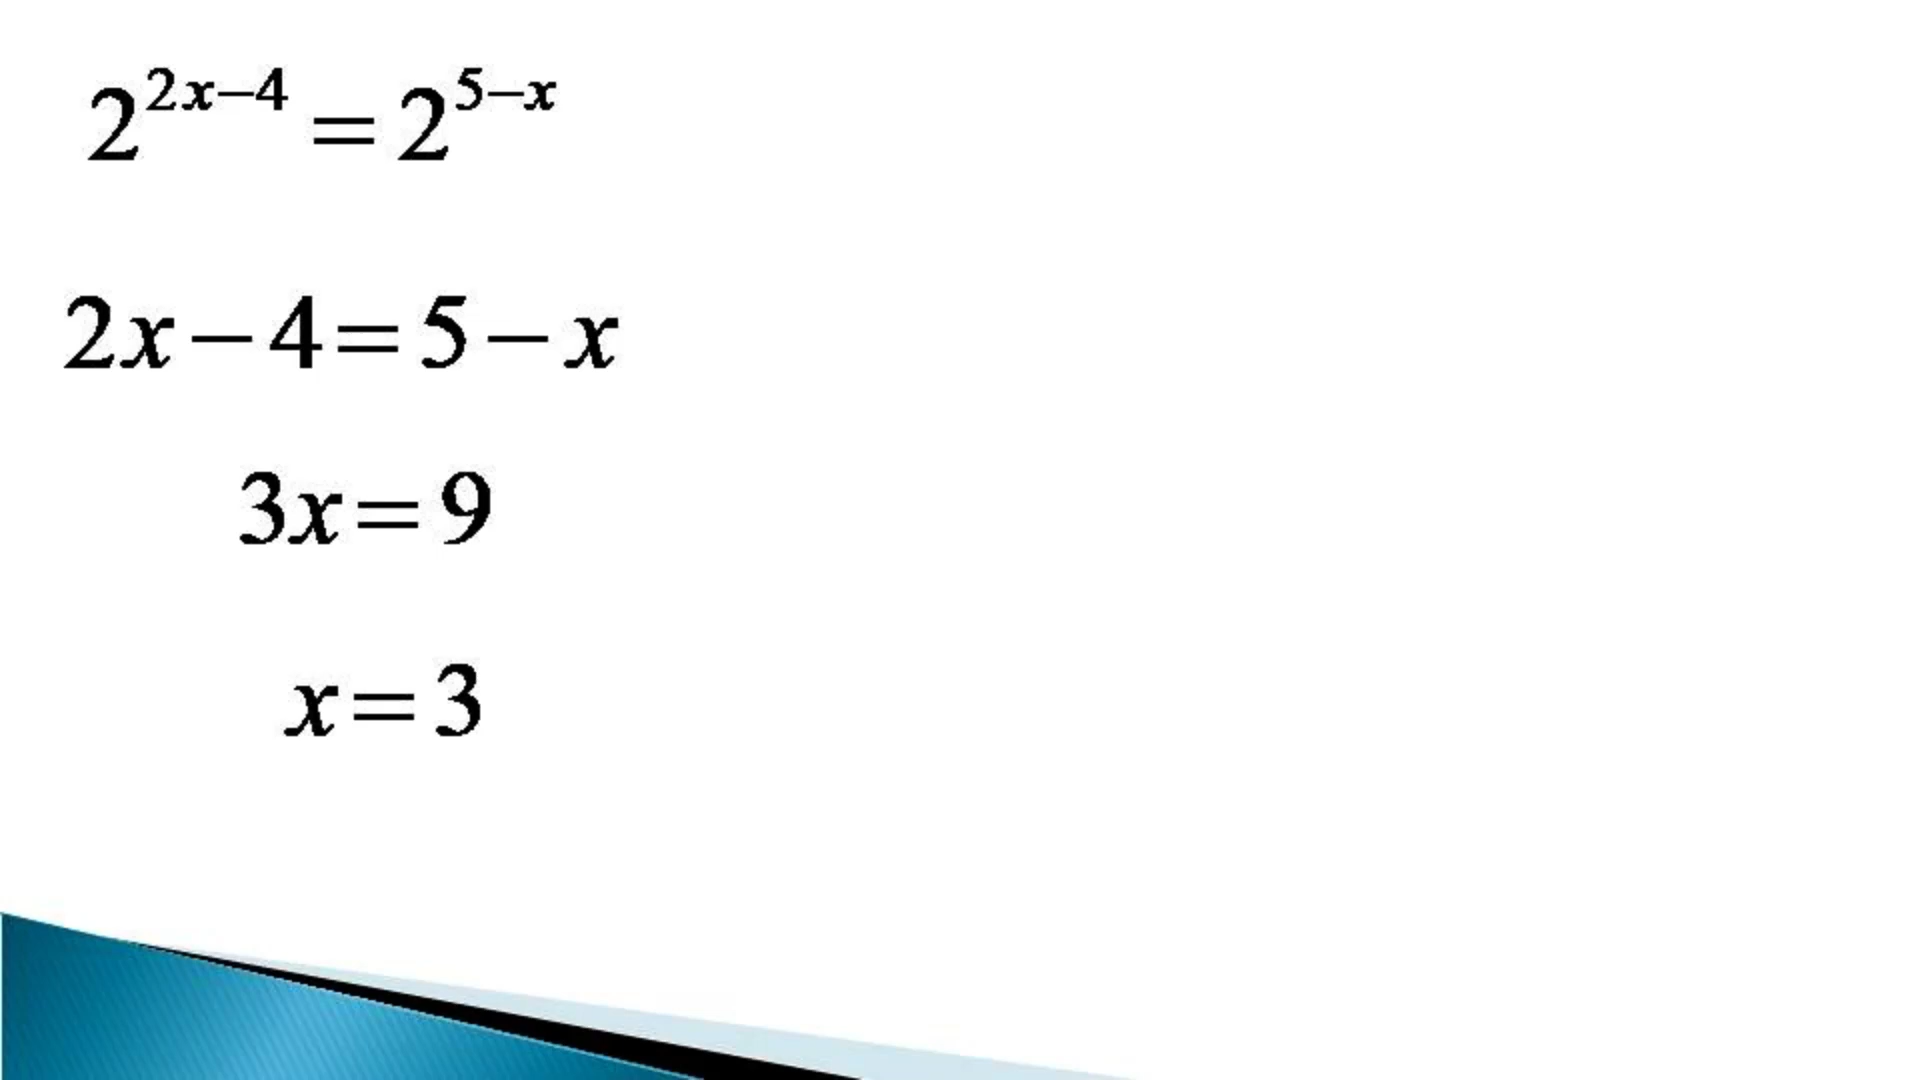 2^{2x-4} = 2^{5-x}
2x − 4 = 5 − x
3x = 9
x = 3